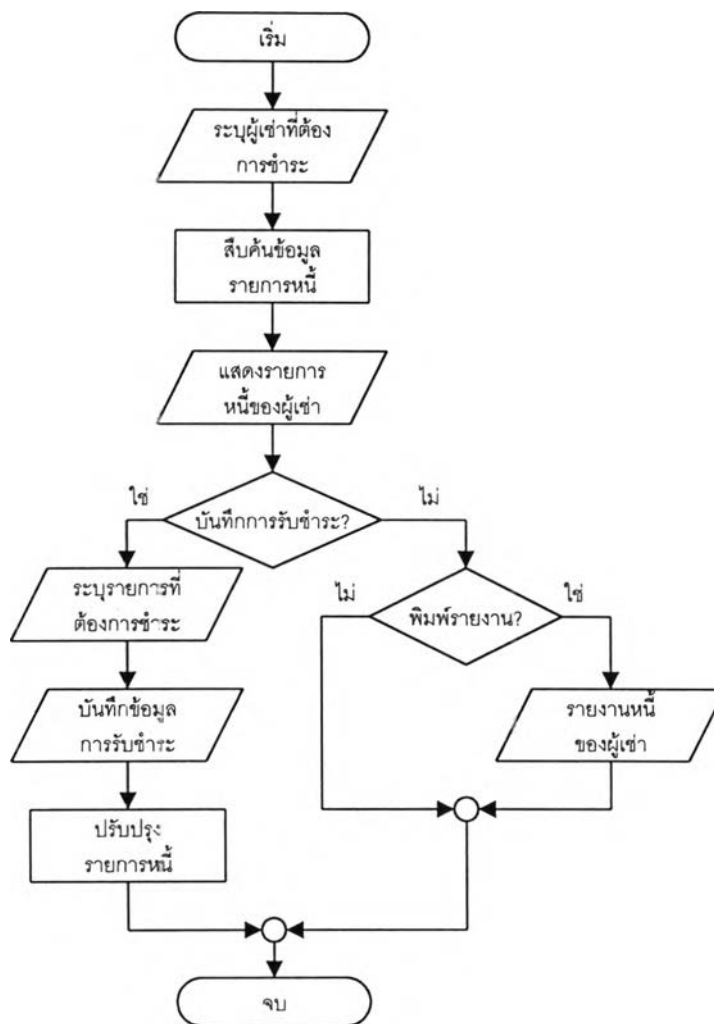 เริ่ม
ระบุผู้เช่าที่ต้อง
การชำระ
สืบค้นข้อมูล
รายการหนี้
แสดงรายการ
หนี้ของผู้เช่า
ใช่
ไม่
บันทึกการรับชำระ?
ระบุรายการที่
ต้องการชำระ
ไม่
พิมพ์รายงาน?
ใช่
บันทึกข้อมูล
การรับชำระ
รายงานหนี้
ของผู้เช่า
ปรับปรุง
รายการหนี้
จบ